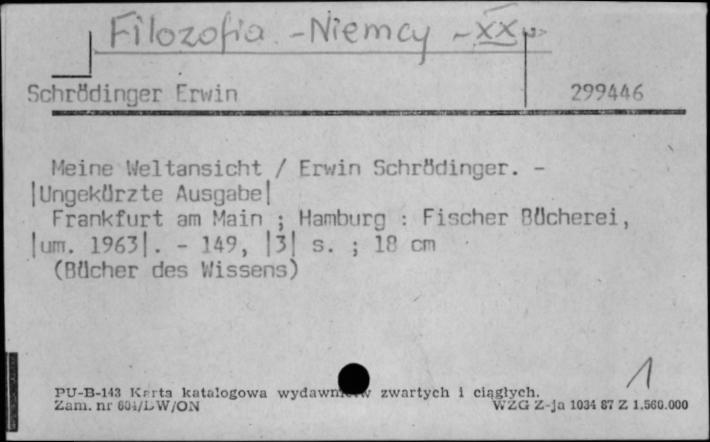 Filozofia - Niemcy - XX w.
Schrödinger Erwin 299446
Meine Weltansicht / Erwin Schrödinger. -
|Ungekürzte Ausgabe|
Frankfurt am Main ; Hamburg : Fischer Bücherei,
|um. 1963|. - 149, |3| s. ; 18 cm
(Bücher des Wissens)
1
PU-B-143 Karta katalogowa wydawnictw zwartych i ciągłych.
Zam. nr 604/DW/ON WZG Z-ja 1034 87 Z 1.560.000